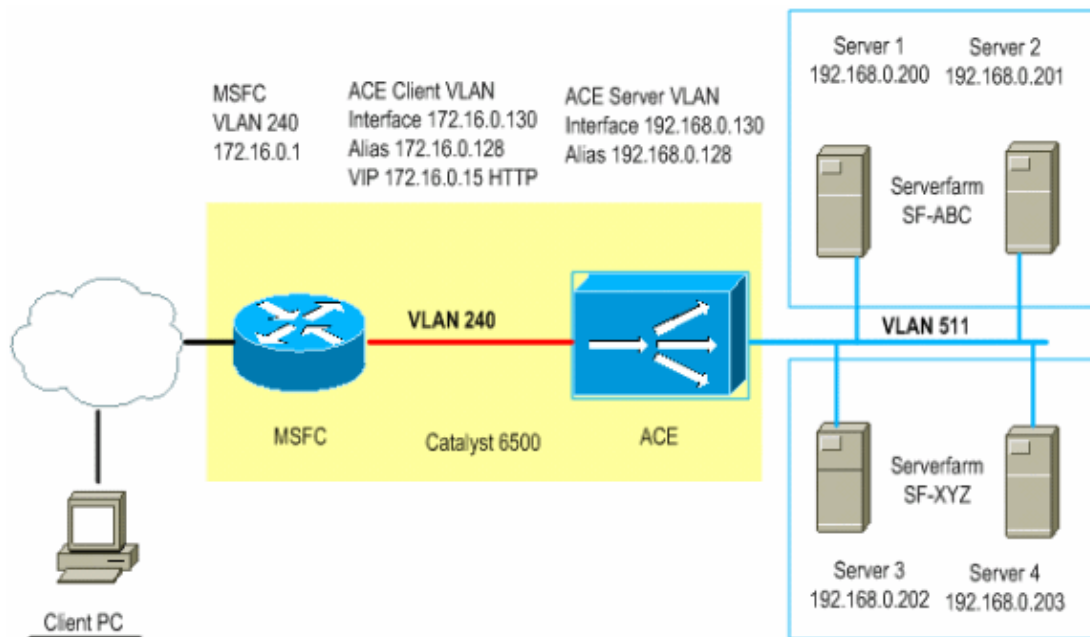 Server 1
192.168.0.200
Server 2
192.168.0.201
MSFC
VLAN 240
172.16.0.1
ACE Client VLAN
Interface 172.16.0.130
Alias 172.16.0.128
VIP 172.16.0.15 HTTP
ACE Server VLAN
Interface 192.168.0.130
Alias 192.168.0.128
Serverfarm
SF-ABC
VLAN 240
VLAN 511
MSFC
Catalyst 6500
ACE
Serverfarm
SF-XYZ
Server 3
192.168.0.202
Server 4
192.168.0.203
Client PC